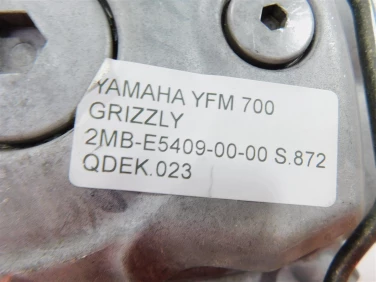 YAMAHA YFM 700
GRIZZLY
2MB-E5409-00-00 S.872
QDEK.023